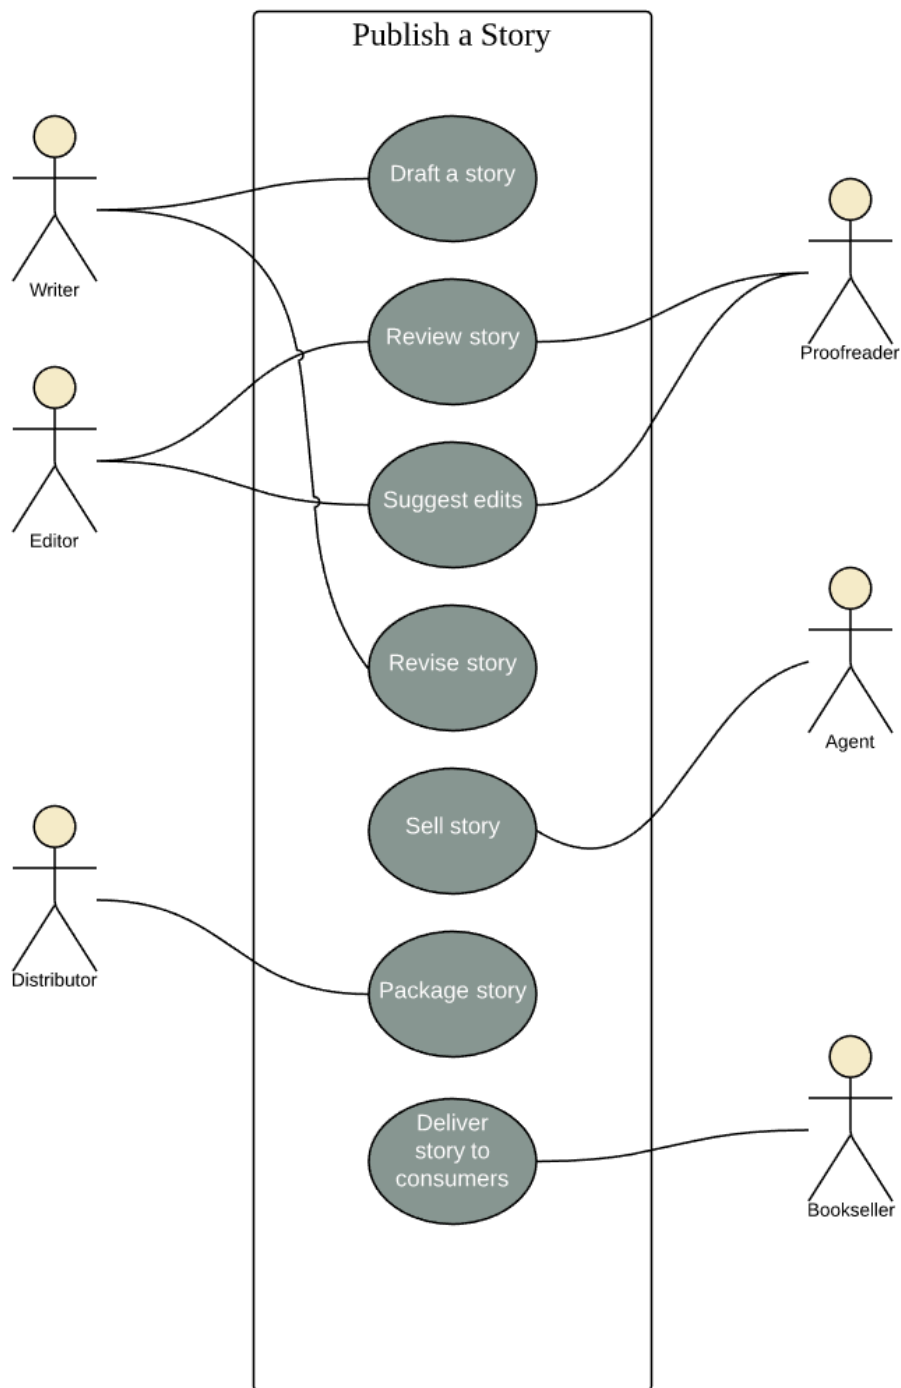 Publish a Story
Draft a story
Writer
Review story
Proofreader
Suggest edits
Editor
Revise story
Agent
Sell story
Distributor
Package story
Deliver
story to
consumers
Bookseller